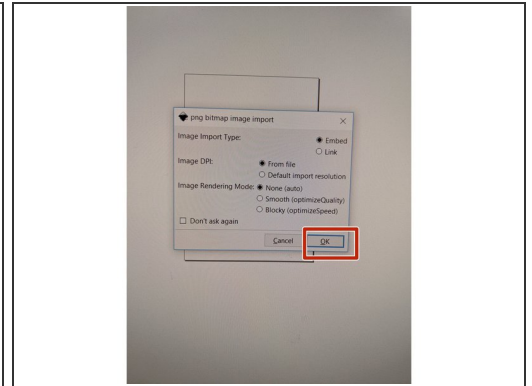 png bitmap image import
Image Import Type:
Embed
Link
Image DPI:
From file
Default import resolution
Image Rendering Mode:
None (auto)
Smooth (optimizeQuality)
Blocky (optimizeSpeed)
Don't ask again
Cancel
OK